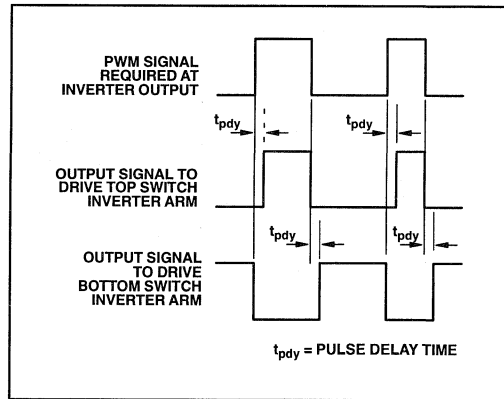 PWM SIGNAL
REQUIRED AT
INVERTER OUTPUT
tpdy
tpdy
OUTPUT SIGNAL TO
DRIVE TOP SWITCH
INVERTER ARM
tpdy
tpdy
OUTPUT SIGNAL
TO DRIVE
BOTTOM SWITCH
INVERTER ARM
tpdy = PULSE DELAY TIME